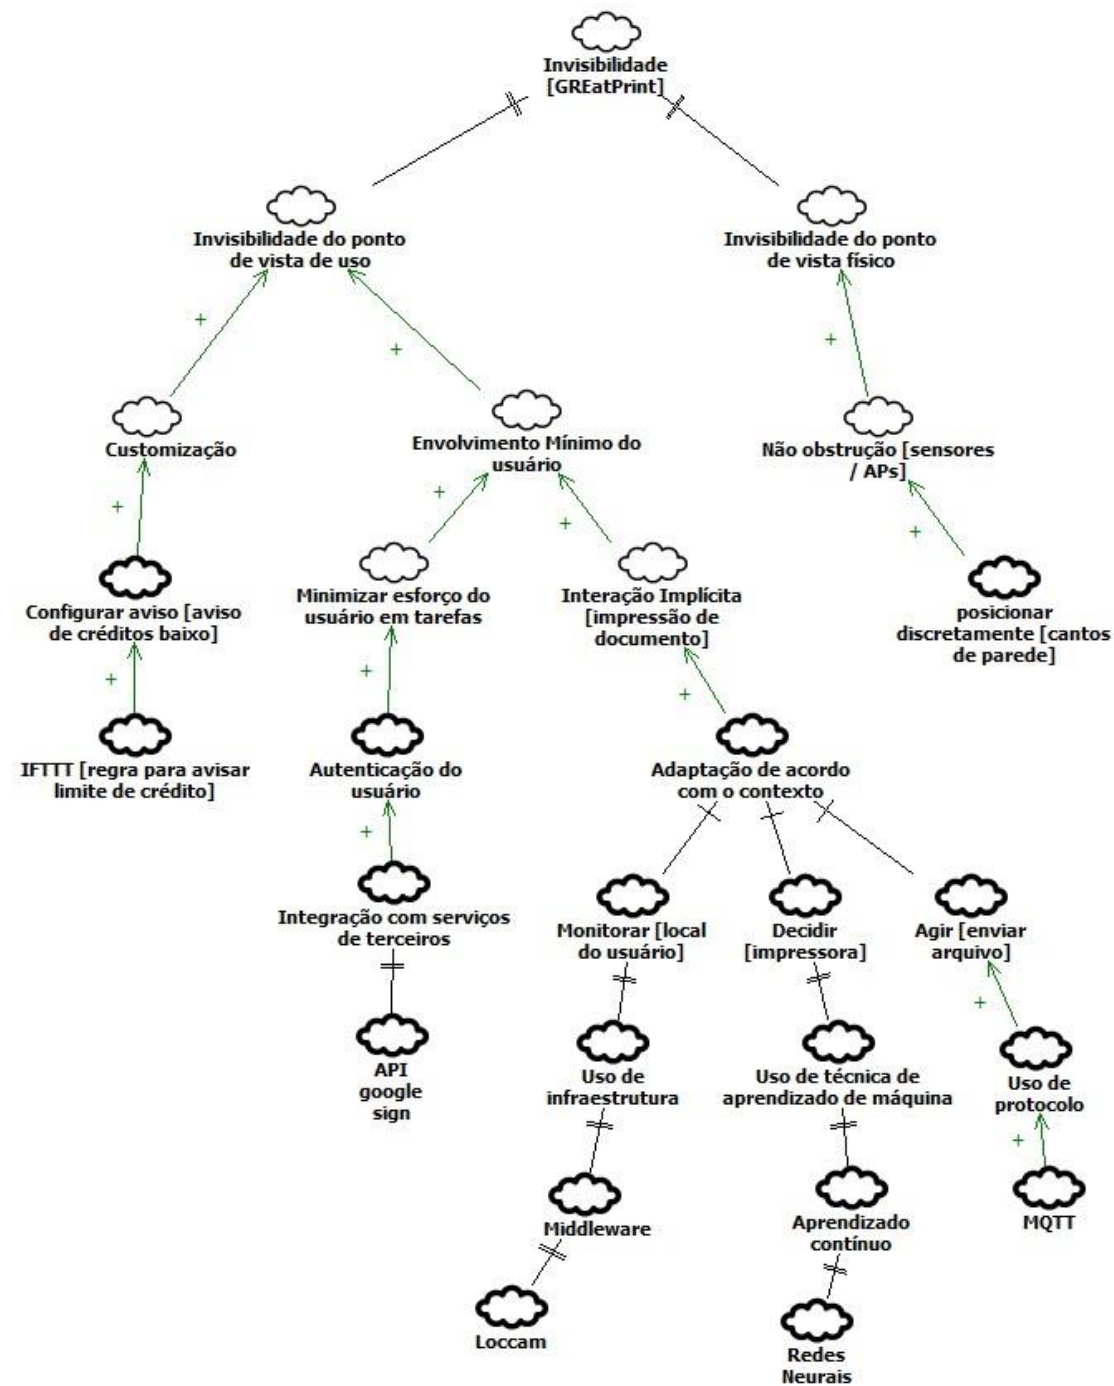 Invisibilidade
[GREatPrint]
Invisibilidade do ponto
de vista de uso
Invisibilidade do ponto
de vista físico
+
+
+
Customização
Envolvimento Mínimo do
usuário
Não obstrução [sensores
/ APs]
+
+
+
+
Configurar aviso [aviso
de créditos baixo]
Minimizar esforço do
usuário em tarefas
Interação Implícita
[impressão de
documento]
posicionar
discretamente [cantos
de parede]
+
+
+
IFTTT [regra para avisar
limite de crédito]
Autenticação do
usuário
Adaptação de acordo
com o contexto
+
Integração com serviços
de terceiros
Monitorar [local
do usuário]
Decidir
[impressora]
Agir [enviar
arquivo]
+
API
google
sign
Uso de
infraestrutura
Uso de técnica de
aprendizado de máquina
Uso de
protocolo
+
Middleware
Aprendizado
contínuo
MQTT
Loccam
Redes
Neurais